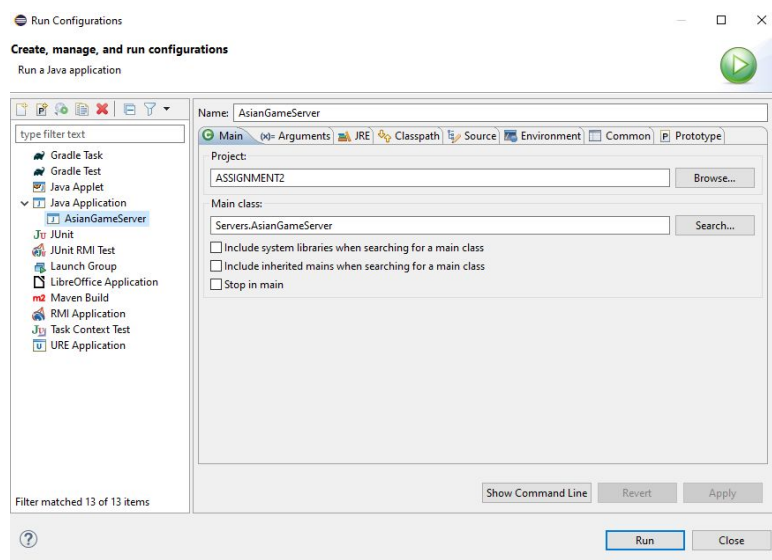 Run Configurations
Create, manage, and run configurations
Run a Java application
Name: AsianGameServer
type filter text
Gradle Task
Gradle Test
Java Applet
Java Application
AsianGameServer
Ju JUnit
JUnit RMI Test
Launch Group
LibreOffice Application
m2 Maven Build
RMI Application
Task Context Test
URE Application
Filter matched 13 of 13 items
Main (x)= Arguments JRE Classpath Source Environment Common P Prototype
Project:
ASSIGNMENT2 Browse...
Main class:
Servers.AsianGameServer Search...
Include system libraries when searching for a main class
Include inherited mains when searching for a main class
Stop in main
Show Command Line Revert Apply
Run Close